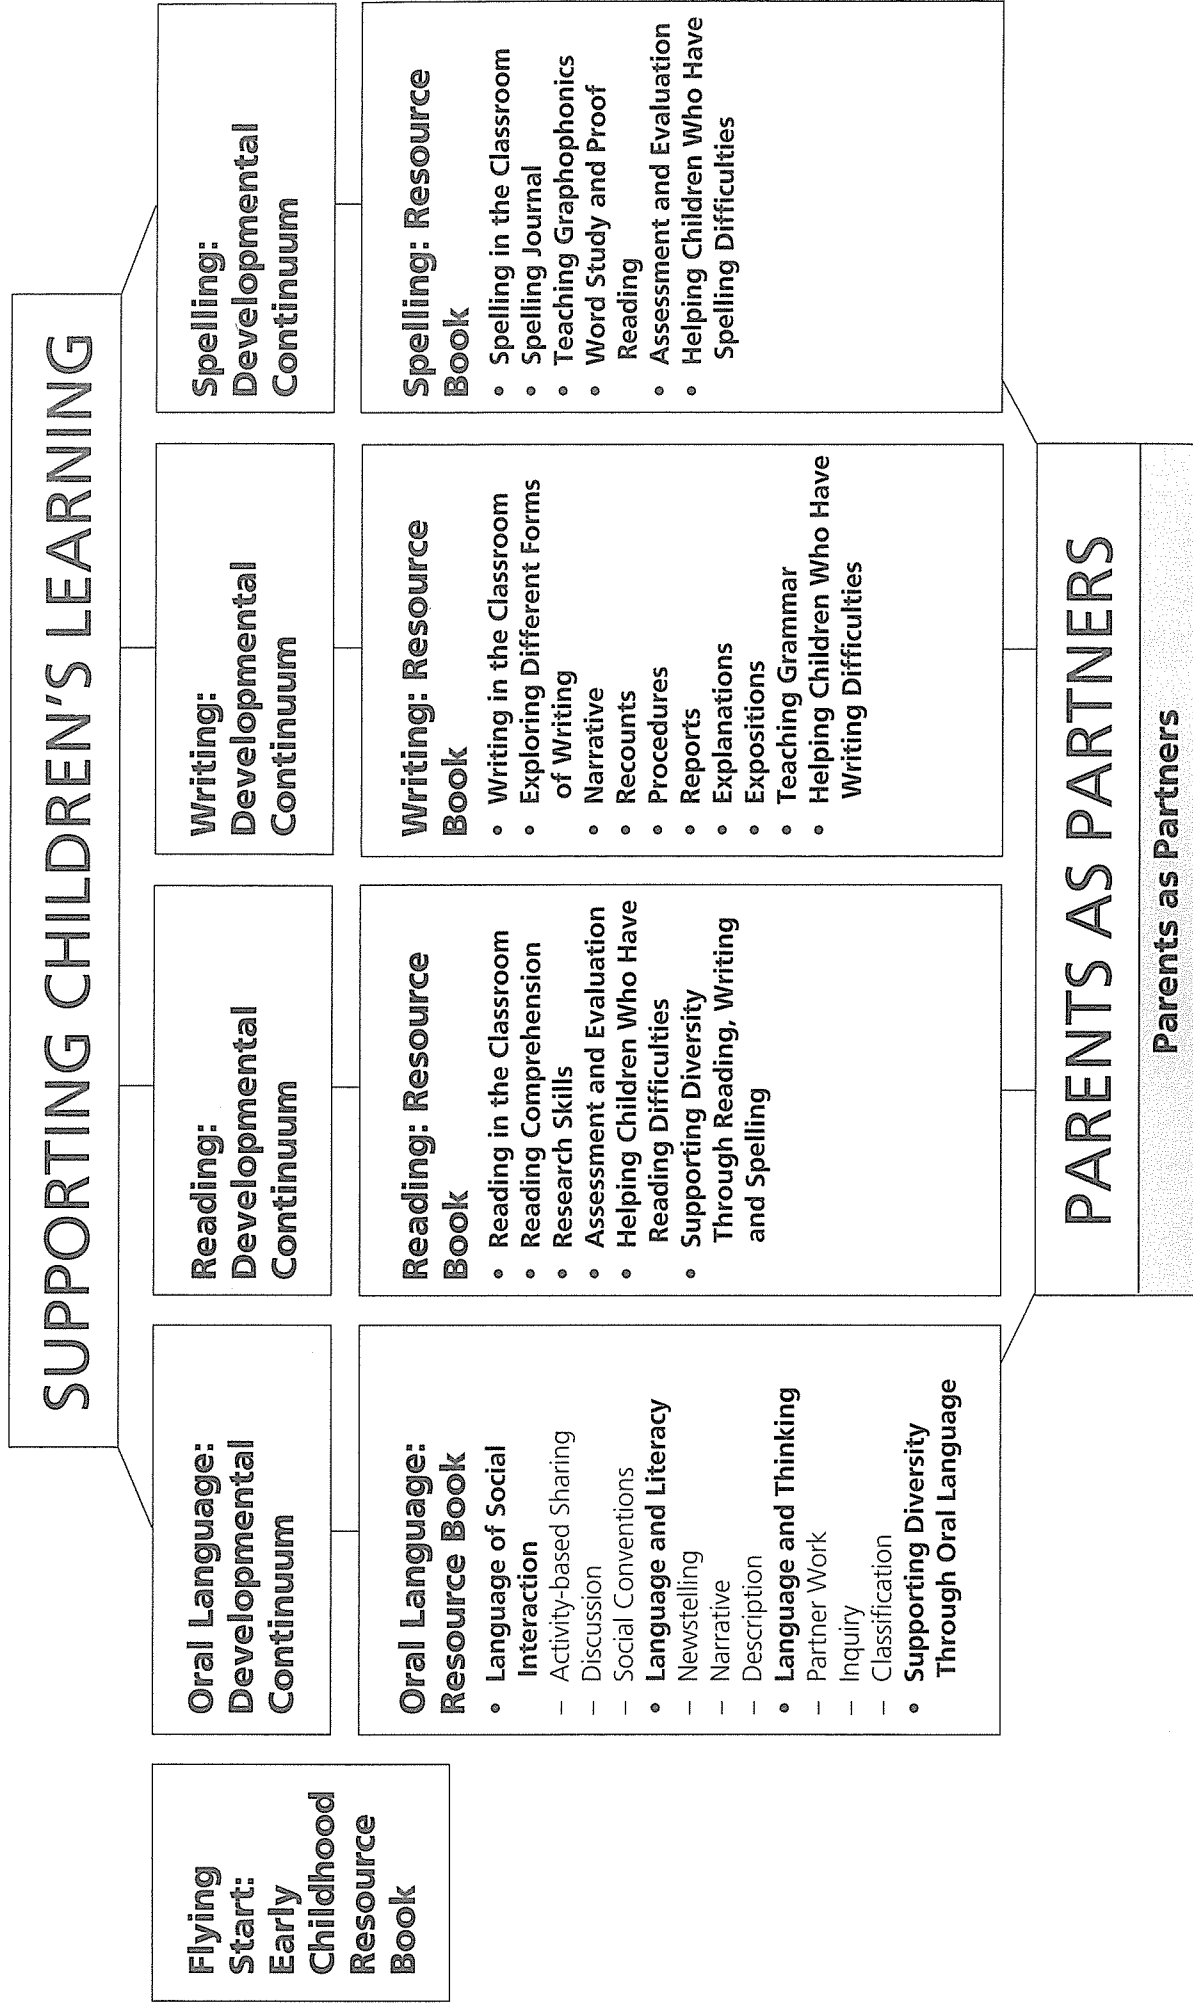 SUPPORTING CHILDREN'S LEARNING
Flying
Start:
Early
Childhood
Resource
Book
Oral Language:
Developmental
Continuum
Reading:
Developmental
Continuum
Writing:
Developmental
Continuum
Spelling:
Developmental
Continuum
Oral Language:
Resource Book
• Language of Social
Interaction
– Activity-based Sharing
– Discussion
– Social Conventions
• Language and Literacy
– Newstelling
– Narrative
– Description
• Language and Thinking
– Partner Work
– Inquiry
– Classification
• Supporting Diversity
Through Oral Language
Reading: Resource
Book
• Reading in the Classroom
• Reading Comprehension
• Research Skills
• Assessment and Evaluation
• Helping Children Who Have
Reading Difficulties
• Supporting Diversity
Through Reading, Writing
and Spelling
Writing: Resource
Book
• Writing in the Classroom
• Exploring Different Forms
of Writing
• Narrative
• Recounts
• Procedures
• Reports
• Explanations
• Expositions
• Teaching Grammar
• Helping Children Who Have
Writing Difficulties
Spelling: Resource
Book
• Spelling in the Classroom
• Spelling Journal
• Teaching Graphophonics
• Word Study and Proof
Reading
• Assessment and Evaluation
• Helping Children Who Have
Spelling Difficulties
PARENTS AS PARTNERS
Parents as Partners